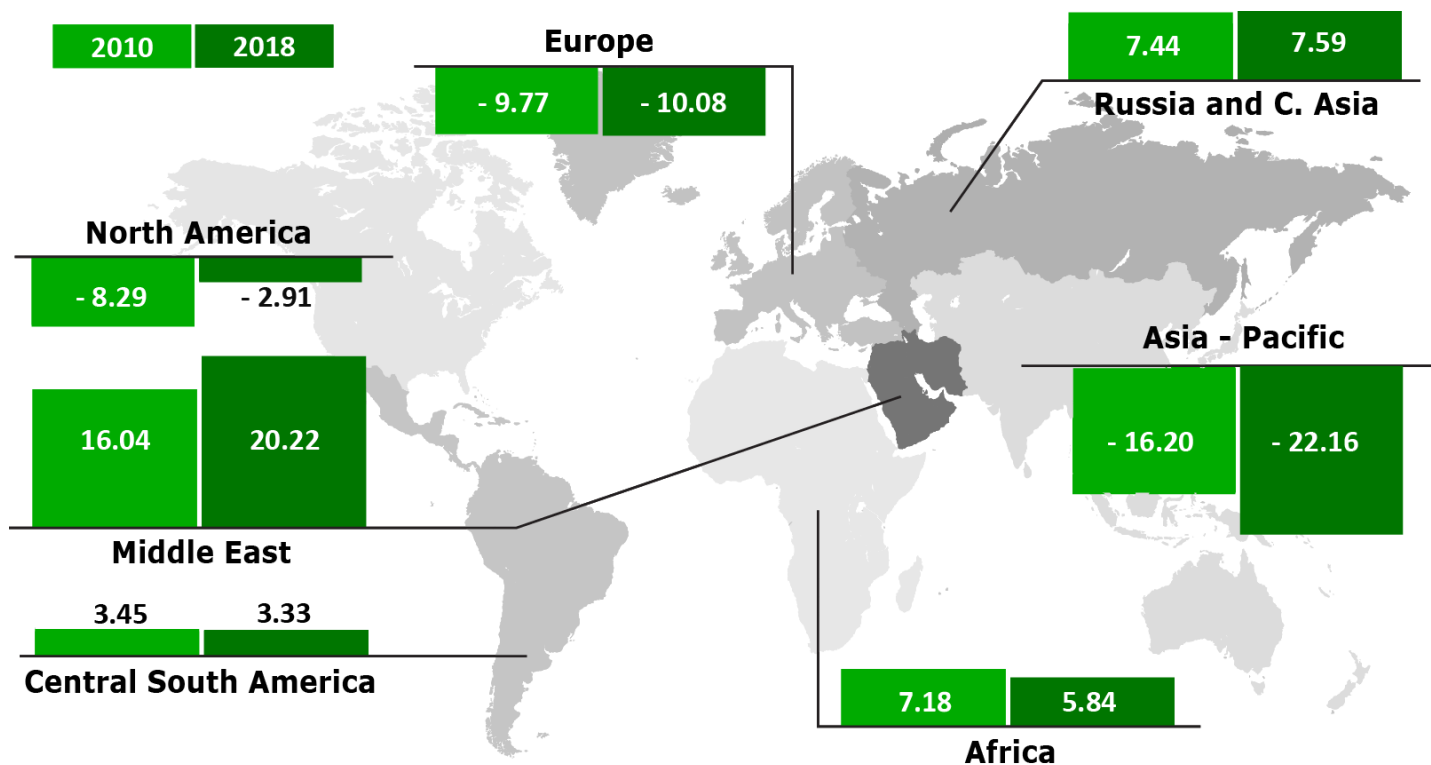 2010 2018
Europe
- 9.77 - 10.08
7.44 7.59
Russia and C. Asia
North America
- 8.29 - 2.91
16.04 20.22
Middle East
3.45 3.33
Central South America
Asia - Pacific
- 16.20 - 22.16
7.18 5.84
Africa